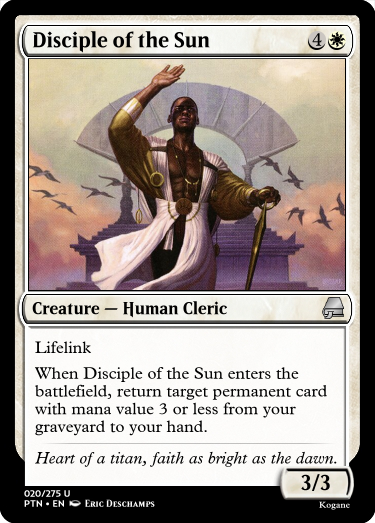 Disciple of the Sun 4
Creature — Human Cleric
Lifelink
When Disciple of the Sun enters the
battlefield, return target permanent card
with mana value 3 or less from your
graveyard to your hand.
Heart of a titan, faith as bright as the dawn.
3/3
020/275 U
PTN • EN Eric Deschamps
Kogane